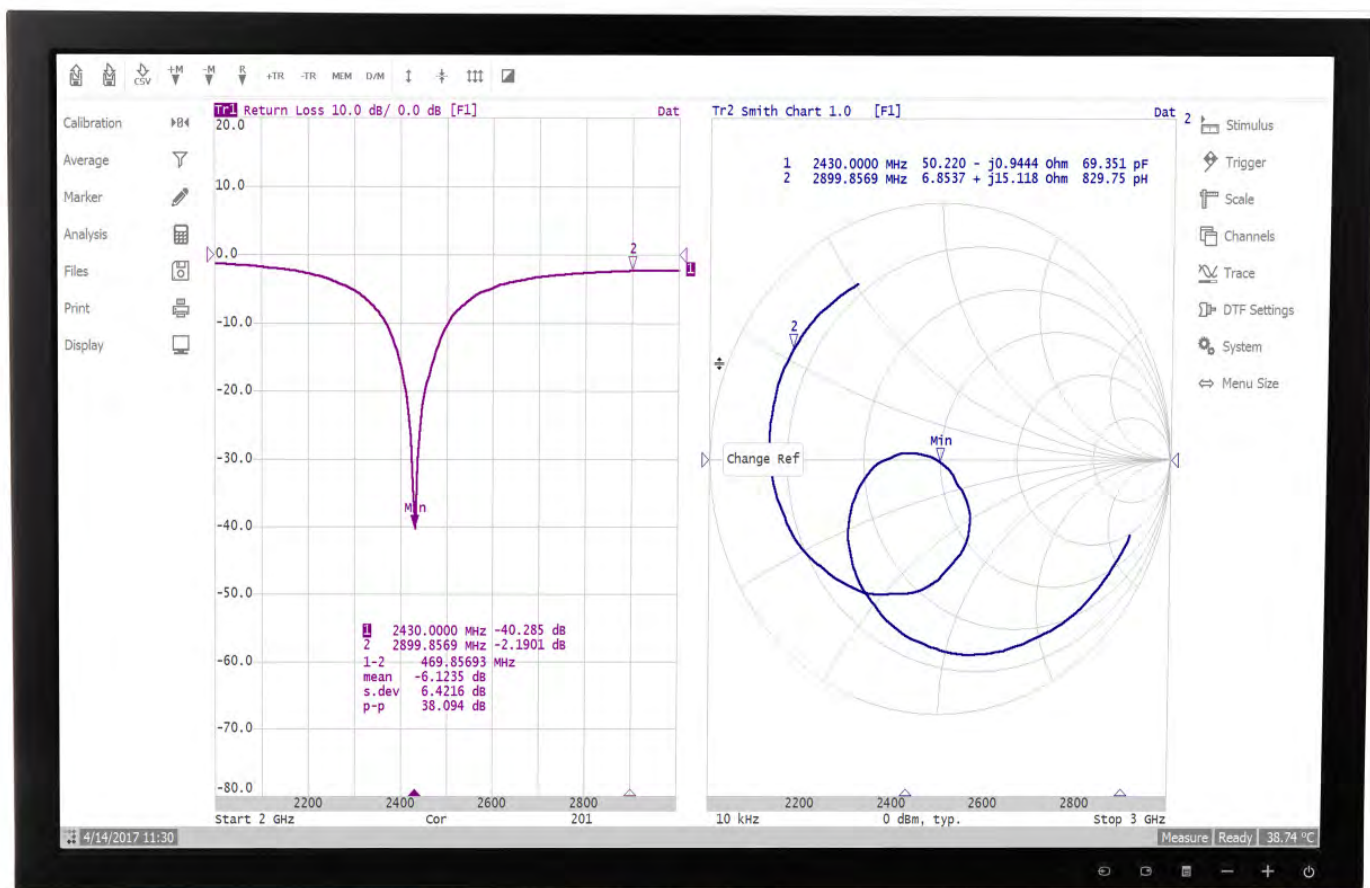 CSV
+M
-M
R
+TR -TR MEM D/M
Calibration
Average
Marker
Analysis
Files
Print
Display
Tr1 Return Loss 10.0 dB/ 0.0 dB [F1] Dat
20.0
10.0
0.0
-10.0
-20.0
-30.0
-40.0
-50.0
-60.0
-70.0
-80.0
2
1
Min
1 2430.0000 MHz -40.285 dB
2 2899.8569 MHz -2.1901 dB
1-2 469.85693 MHz
mean -6.1235 dB
s.dev 6.4216 dB
p-p 38.094 dB
2200 2400 2600 2800
Start 2 GHz Cor 201
Tr2 Smith Chart 1.0 [F1] Dat 2
1 2430.0000 MHz 50.220 - j0.9444 Ohm 69.351 pF
2 2899.8569 MHz 6.8537 + j15.118 Ohm 829.75 pH
2
Min
Change Ref
2200 2400 2600 2800
10 kHz 0 dBm, typ. Stop 3 GHz
Stimulus
Trigger
Scale
Channels
Trace
DTF Settings
System
Menu Size
4/14/2017 11:30
Measure Ready 38.74 °C